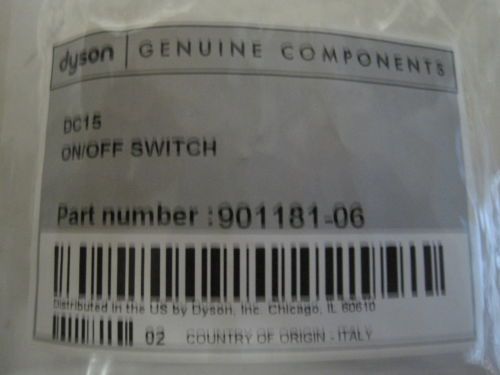 dyson | GENUINE COMPONENTS
DC15
ON/OFF SWITCH
Part number :901181-06
Distributed in the US by Dyson, Inc. Chicago, IL 60610
02 COUNTRY OF ORIGIN - ITALY